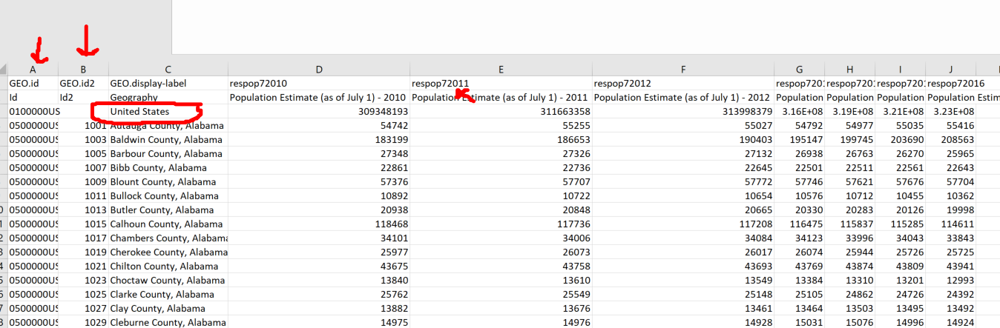 A B C D E F G H I J
GEO.id GEO.id2 GEO.display-label respop72010 respop72011 respop72012 respop7201 respop7201 respop7201 respop72016
Id Id2 Geography Population Estimate (as of July 1) - 2010 Population Estimate (as of July 1) - 2011 Population Estimate (as of July 1) - 2012 Population Population Population Population Estim
0100000US United States 309348193 311663358 313998379 3.16E+08 3.19E+08 3.21E+08 3.23E+08
0500000US 1001 Autauga County, Alabama 54742 55255 55027 54792 54977 55035 55416
0500000US 1003 Baldwin County, Alabama 183199 186653 190403 195147 199745 203690 208563
0500000US 1005 Barbour County, Alabama 27348 27326 27132 26938 26763 26270 25965
0500000US 1007 Bibb County, Alabama 22861 22736 22645 22501 22511 22561 22643
0500000US 1009 Blount County, Alabama 57376 57707 57772 57746 57621 57676 57704
0500000US 1011 Bullock County, Alabama 10892 10722 10654 10576 10712 10455 10362
0500000US 1013 Butler County, Alabama 20938 20848 20665 20330 20283 20126 19998
0500000US 1015 Calhoun County, Alabama 118468 117736 117208 116475 115837 115285 114611
0500000US 1017 Chambers County, Alabama 34101 34006 34084 34123 33996 34043 33843
0500000US 1019 Cherokee County, Alabama 25977 26073 26017 26074 25944 25726 25725
0500000US 1021 Chilton County, Alabama 43675 43758 43693 43769 43874 43809 43941
0500000US 1023 Choctaw County, Alabama 13840 13610 13549 13384 13310 13201 12993
0500000US 1025 Clarke County, Alabama 25762 25549 25148 25105 24862 24726 24392
0500000US 1027 Clay County, Alabama 13882 13676 13461 13464 13503 13495 13492
0500000US 1029 Cleburne County, Alabama 14975 14976 14928 15031 15076 14996 14924